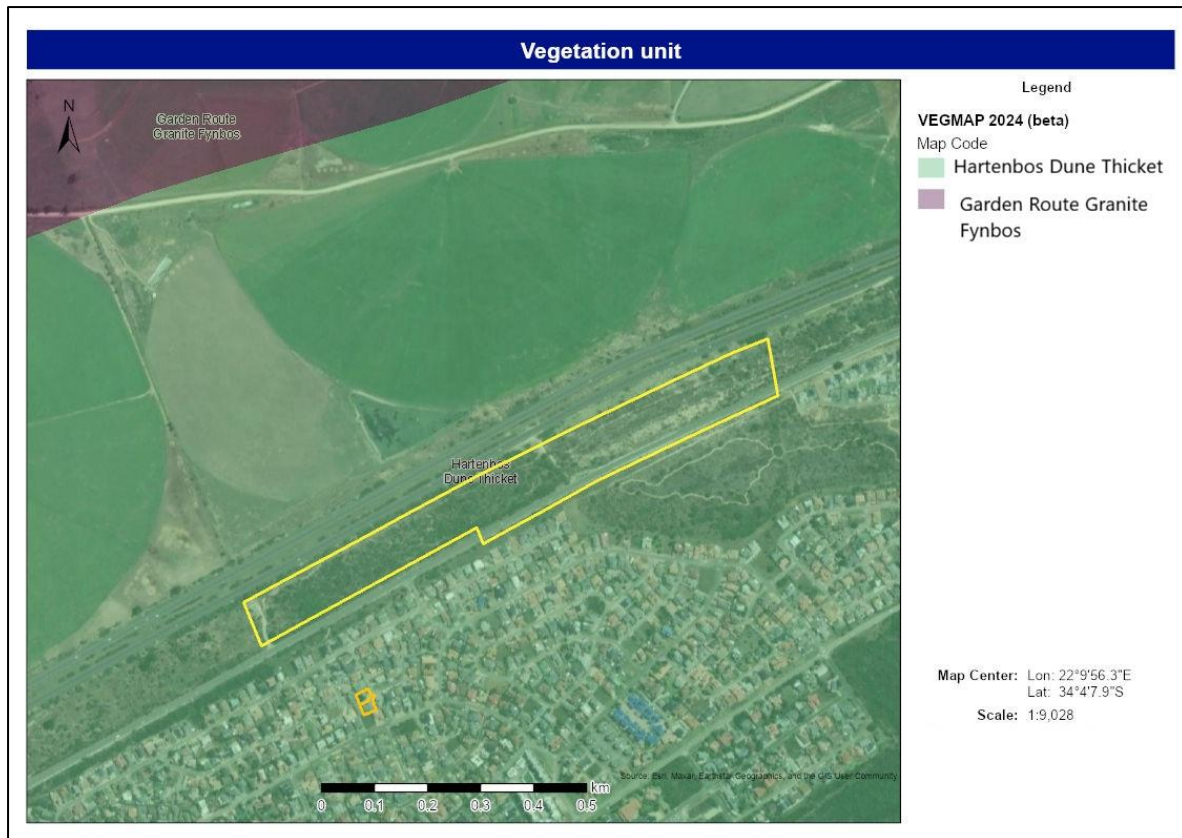 Vegetation unit
N
Garden Route
Granite Fynbos
Hartenbos
Dune Thicket
km
0 0.1 0.2 0.3 0.4 0.5
Source: Esri, Maxar, Earthstar Geographics, and the GIS User Community
Legend
VEGMAP 2024 (beta)
Map Code
Hartenbos Dune Thicket
Garden Route Granite
Fynbos
Map Center: Lon: 22°9'56.3"E
Lat: 34°4'7.9"S
Scale: 1:9,028